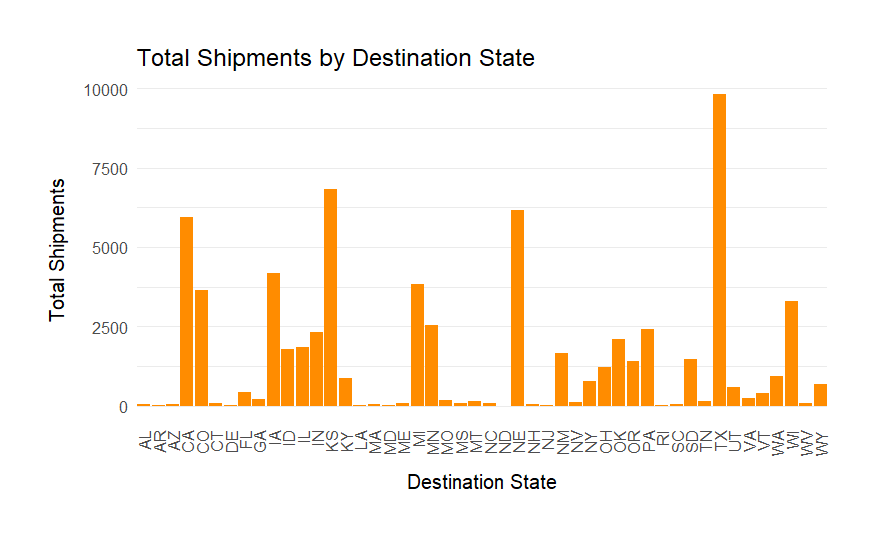 Total Shipments by Destination State
Total Shipments
10000
7500
5000
2500
0
AL AR AZ CA CO CT DE FL GA IA ID IL IN KS KY LA MA MD ME MI MN MO MS MT NC ND NE NH NJ NM NV NY OH OK OR PA RI SC SD TN TX UT VA VT WA WI WV WY
Destination State